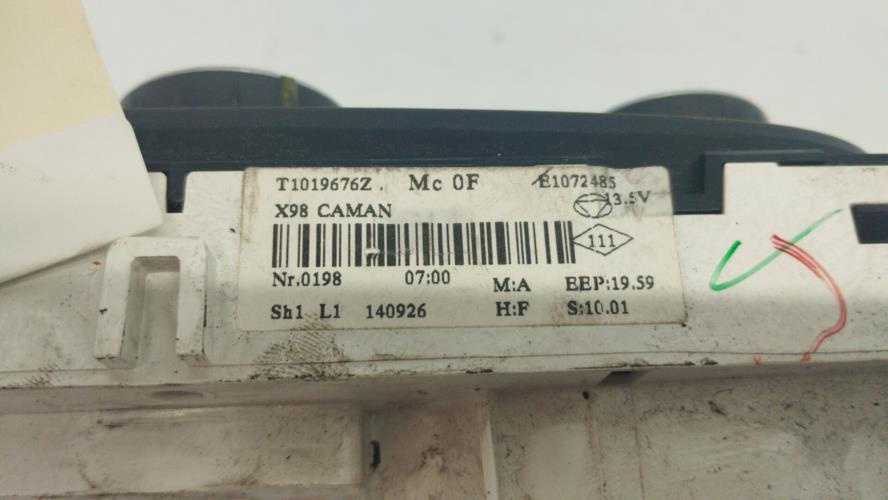 T1019676Z . Mc 0F E1072485
X98 CAMAN 13.5V
111
Nr.0198 07:00 M:A EEP:19.59
Sh1 L1 140926 H:F S:10.01